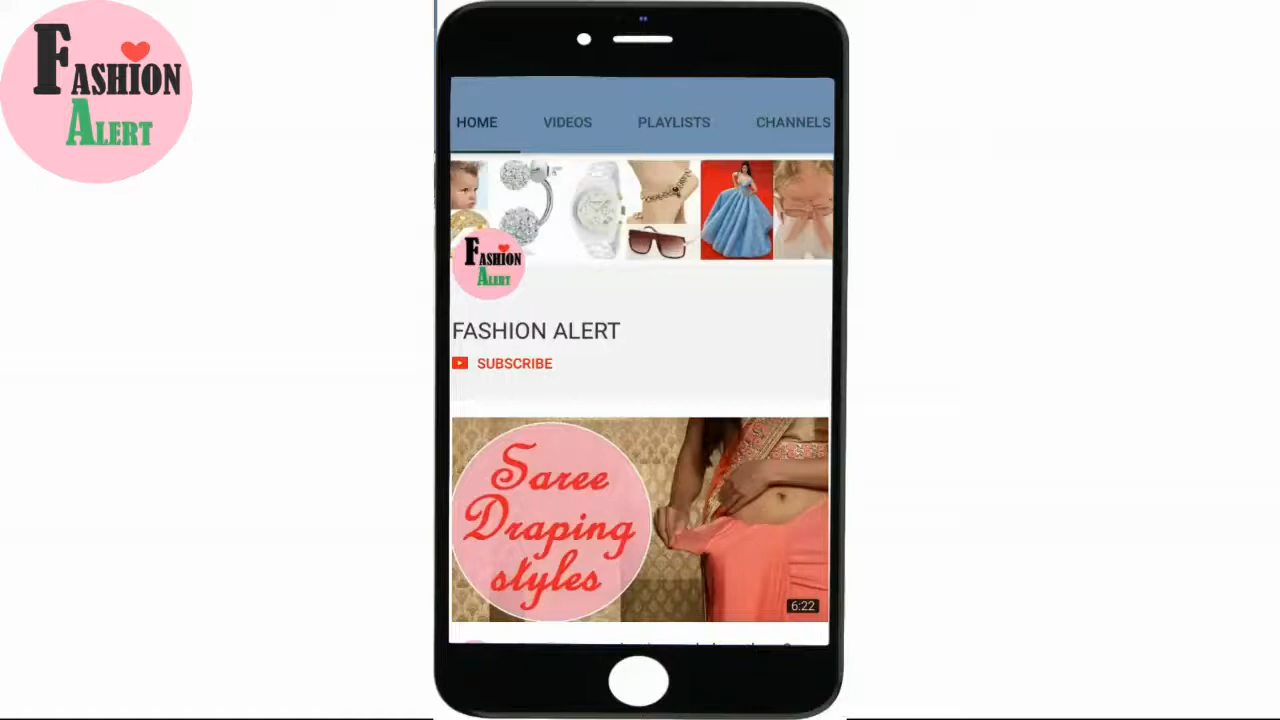 FASHION
ALERT
HOME VIDEOS PLAYLISTS CHANNELS
FASHION
ALERT
FASHION ALERT
SUBSCRIBE
Saree
Draping
styles
6:22